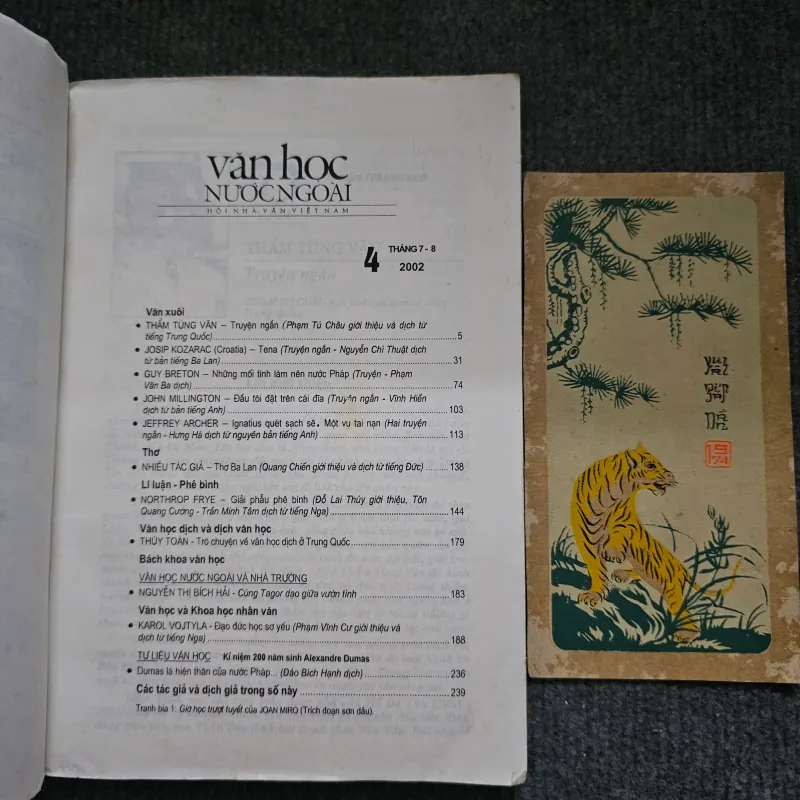 văn học
NƯỚC NGOÀI
HỘI NHÀ VĂN VIỆT NAM
4 THÁNG 7 - 8
2002
Văn xuôi
● THẨM TÙNG VĂN – Truyện ngắn (Phạm Tú Châu giới thiệu và dịch từ
tiếng Trung Quốc) 5
● JOSIP KOZARAC (Croatia) – Tena (Truyện ngắn - Nguyễn Chí Thuật dịch
từ bản tiếng Ba Lan) 31
● GUY BRETON – Những mối tình làm nên nước Pháp (Truyện - Phạm
Văn Ba dịch) 74
● JOHN MILLINGTON – Đầu tôi đặt trên cái đĩa (Truy^n ngắn - Vĩnh Hiền
dịch từ bản tiếng Anh) 103
● JEFFREY ARCHER – Ignatius quét sạch sẽ. Một vụ tai nạn (Hai truyện
ngắn - Hưng Hà dịch từ nguyên bản tiếng Anh) 113
Thơ
● NHIỀU TÁC GIẢ – Thơ Ba Lan (Quang Chiến giới thiệu và dịch từ tiếng Đức) 138
Lí luận - Phê bình
● NORTHROP FRYE – Giải phẫu phê bình (Đỗ Lai Thúy giới thiệu, Tôn
Quang Cường - Trần Minh Tâm dịch từ tiếng Nga) 144
Văn học dịch và dịch văn học
● THÚY TOÀN – Trò chuyện về văn học dịch ở Trung Quốc 179
Bách khoa văn học
VĂN HỌC NƯỚC NGOÀI VÀ NHÀ TRƯỜNG
● NGUYỄN THỊ BÍCH HẢI – Cùng Tagor dạo giữa vườn tình 183
Văn học và Khoa học nhân văn
● KAROL VOJTYLA – Đạo đức học sơ yếu (Phạm Vĩnh Cư giới thiệu và
dịch từ tiếng Nga) 188
TƯ LIỆU VĂN HỌC Kỉ niệm 200 năm sinh Alexandre Dumas
● Dumas là hiện thân của nước Pháp... (Đào Bích Hạnh dịch) 236
Các tác giả và dịch giả trong số này 239
Tranh bìa 1: Giờ học trượt tuyết của JOAN MIRO (Trích đoạn sơn dầu).
1974